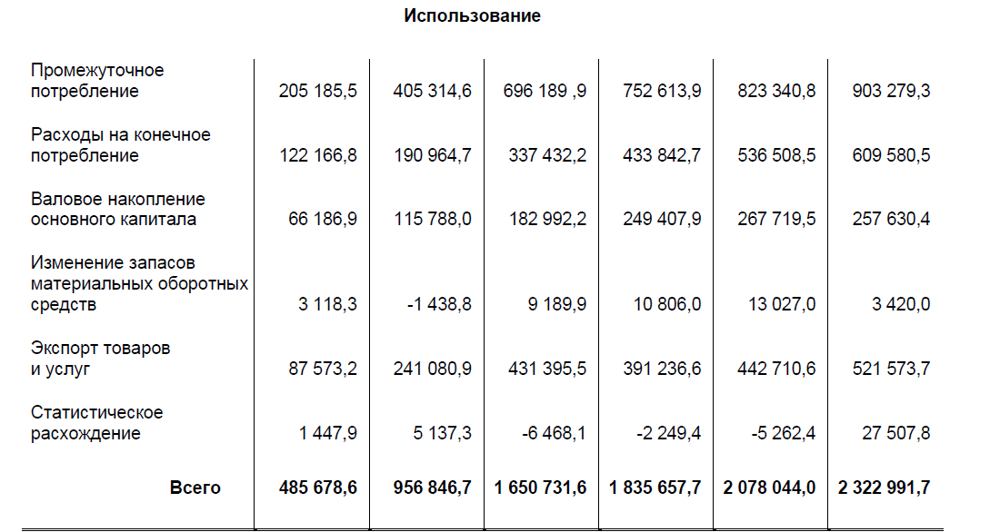 Использование
Промежуточное
потребление 205 185,5 405 314,6 696 189 ,9 752 613,9 823 340,8 903 279,3
Расходы на конечное
потребление 122 166,8 190 964,7 337 432,2 433 842,7 536 508,5 609 580,5
Валовое накопление
основного капитала 66 186,9 115 788,0 182 992,2 249 407,9 267 719,5 257 630,4
Изменение запасов
материальных оборотных
средств 3 118,3 -1 438,8 9 189,9 10 806,0 13 027,0 3 420,0
Экспорт товаров
и услуг 87 573,2 241 080,9 431 395,5 391 236,6 442 710,6 521 573,7
Статистическое
расхождение 1 447,9 5 137,3 -6 468,1 -2 249,4 -5 262,4 27 507,8
Всего 485 678,6 956 846,7 1 650 731,6 1 835 657,7 2 078 044,0 2 322 991,7